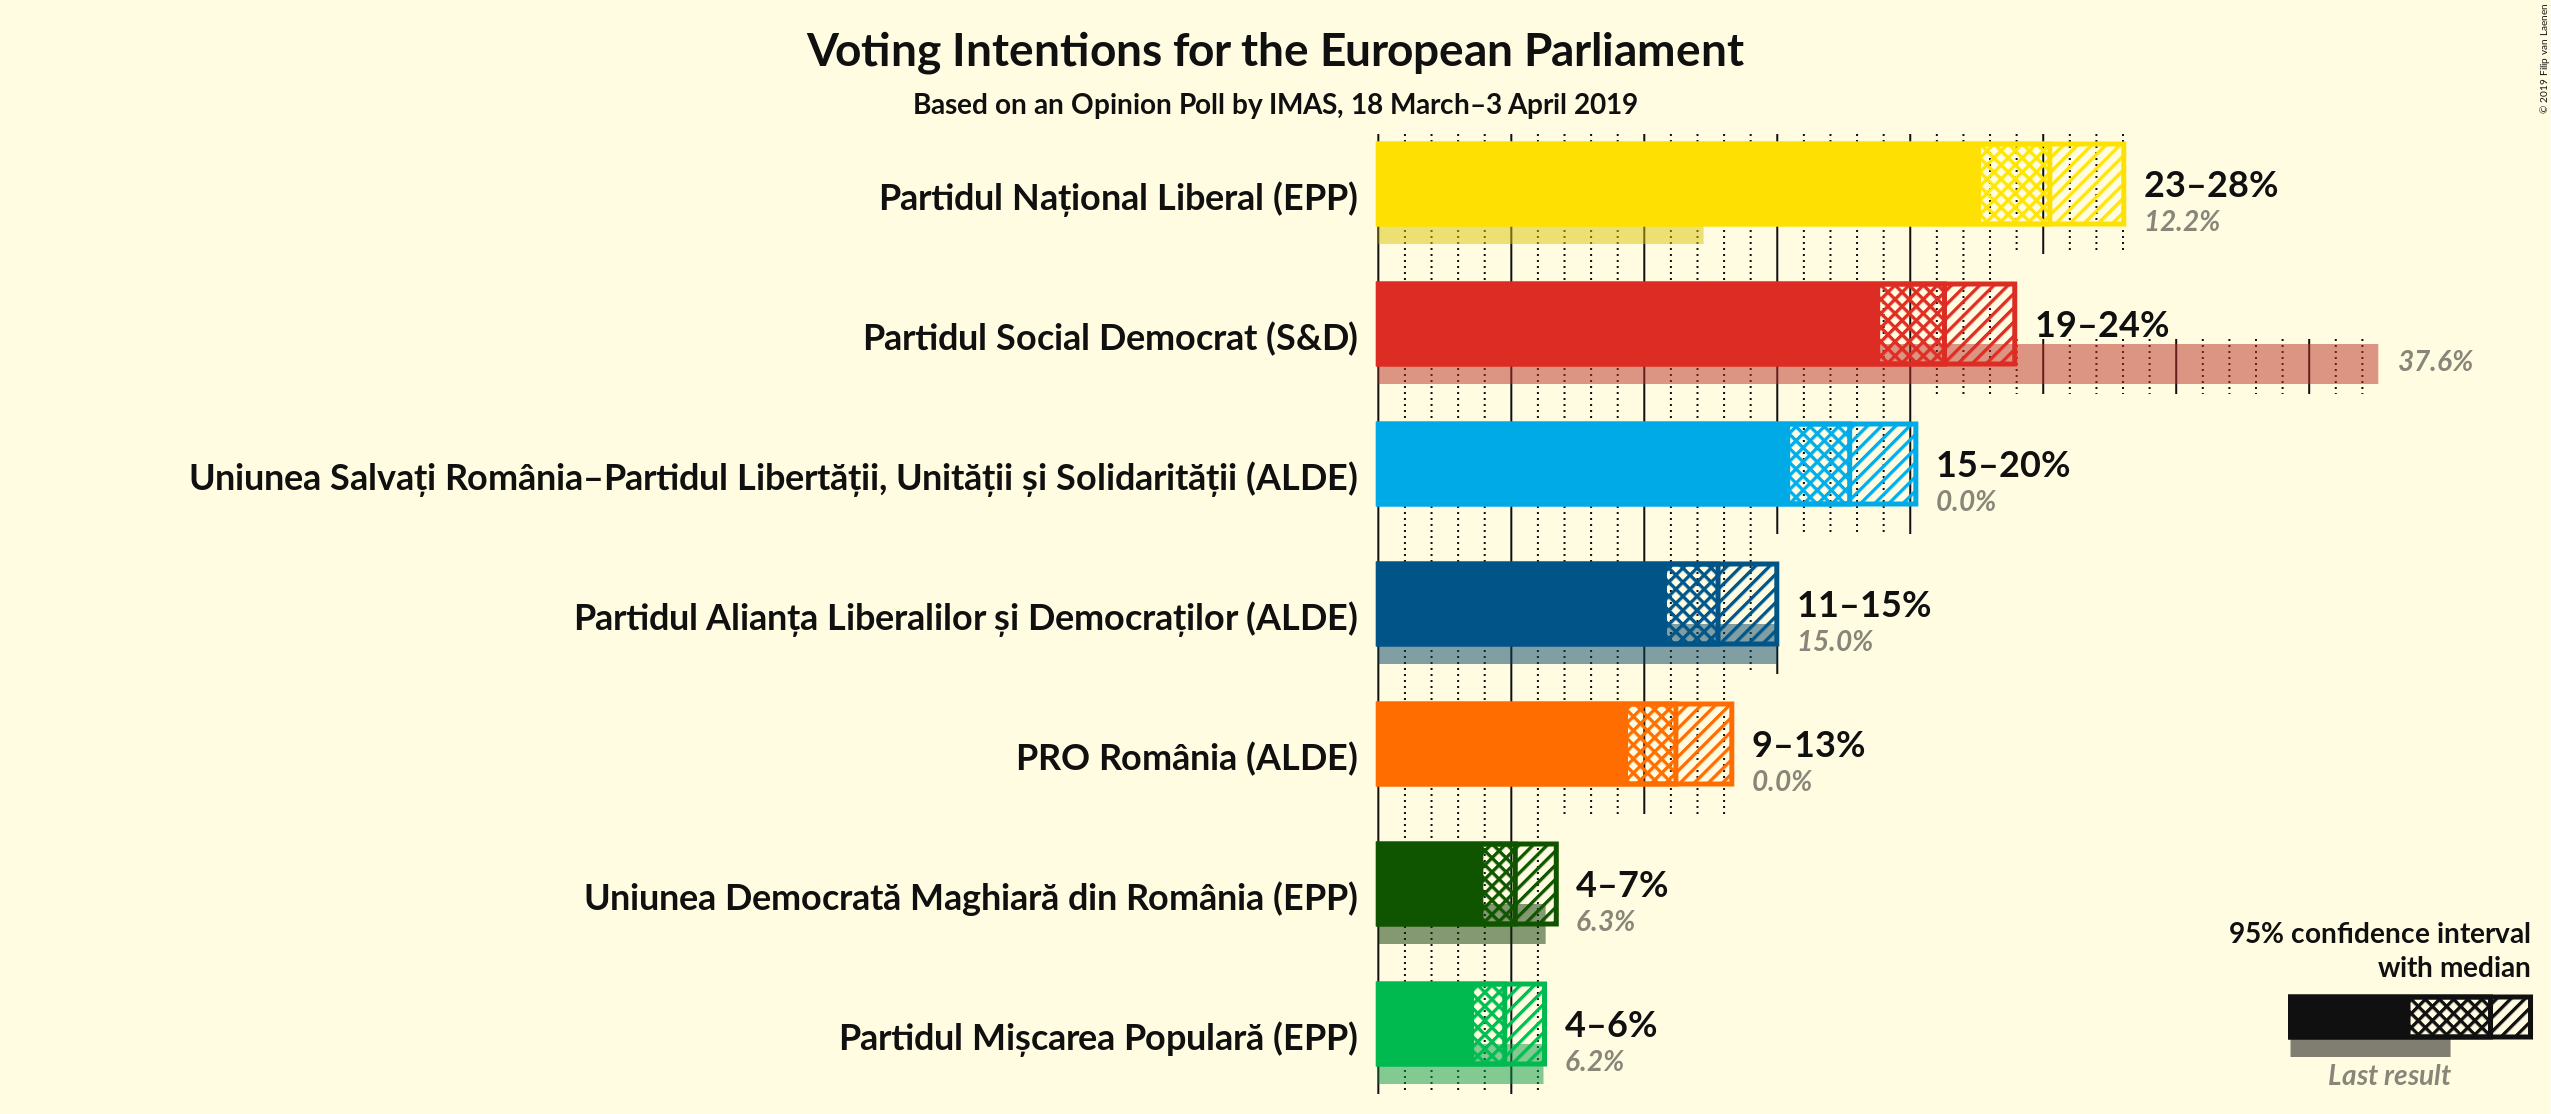 Voting Intentions for the European Parliament
Based on an Opinion Poll by IMAS, 18 March–3 April 2019
© 2019 Filip van Laenen
Partidul Național Liberal (EPP)
23–28%
12.2%
Partidul Social Democrat (S&D)
19–24%
37.6%
Uniunea Salvați România–Partidul Libertății, Unității și Solidarității (ALDE)
15–20%
0.0%
Partidul Alianța Liberalilor și Democraților (ALDE)
11–15%
15.0%
PRO România (ALDE)
9–13%
0.0%
Uniunea Democrată Maghiară din România (EPP)
4–7%
6.3%
Partidul Mișcarea Populară (EPP)
4–6%
6.2%
95% confidence interval
with median
Last result